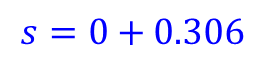 s = 0 + 0.306